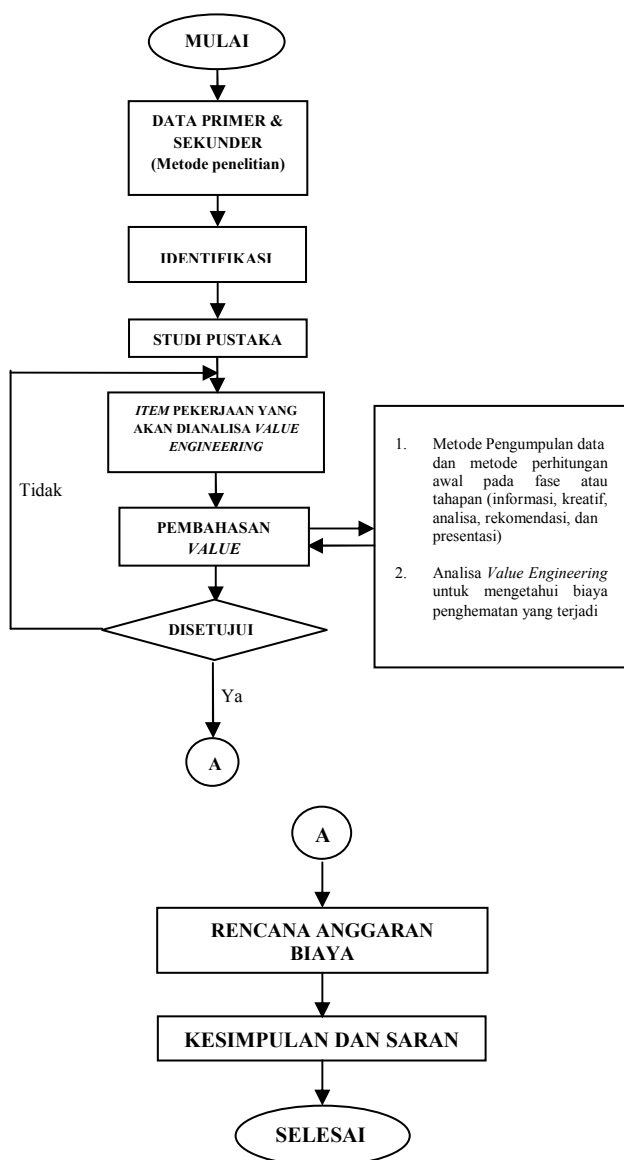 MULAI
DATA PRIMER &
SEKUNDER
(Metode penelitian)
IDENTIFIKASI
STUDI PUSTAKA
ITEM PEKERJAAN YANG
AKAN DIANALISA VALUE
ENGINEERING
Tidak
PEMBAHASAN
VALUE
1. Metode Pengumpulan data
dan metode perhitungan
awal pada fase atau
tahapan (informasi, kreatif,
analisa, rekomendasi, dan
presentasi)
2. Analisa Value Engineering
untuk mengetahui biaya
penghematan yang terjadi
DISETUJUI
Ya
A
A
RENCANA ANGGARAN
BIAYA
KESIMPULAN DAN SARAN
SELESAI